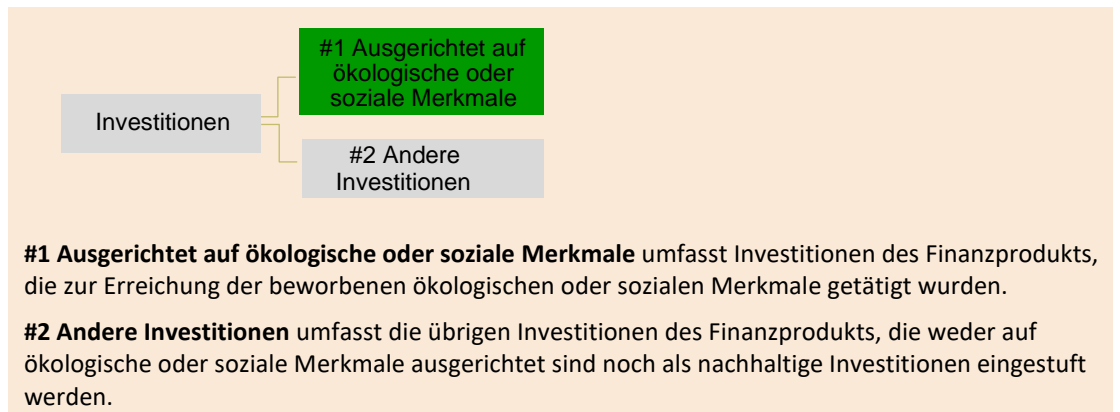 #1 Ausgerichtet auf
ökologische oder
soziale Merkmale
Investitionen
#2 Andere
Investitionen
#1 Ausgerichtet auf ökologische oder soziale Merkmale umfasst Investitionen des Finanzprodukts,
die zur Erreichung der beworbenen ökologischen oder sozialen Merkmale getätigt wurden.
#2 Andere Investitionen umfasst die übrigen Investitionen des Finanzprodukts, die weder auf
ökologische oder soziale Merkmale ausgerichtet sind noch als nachhaltige Investitionen eingestuft
werden.